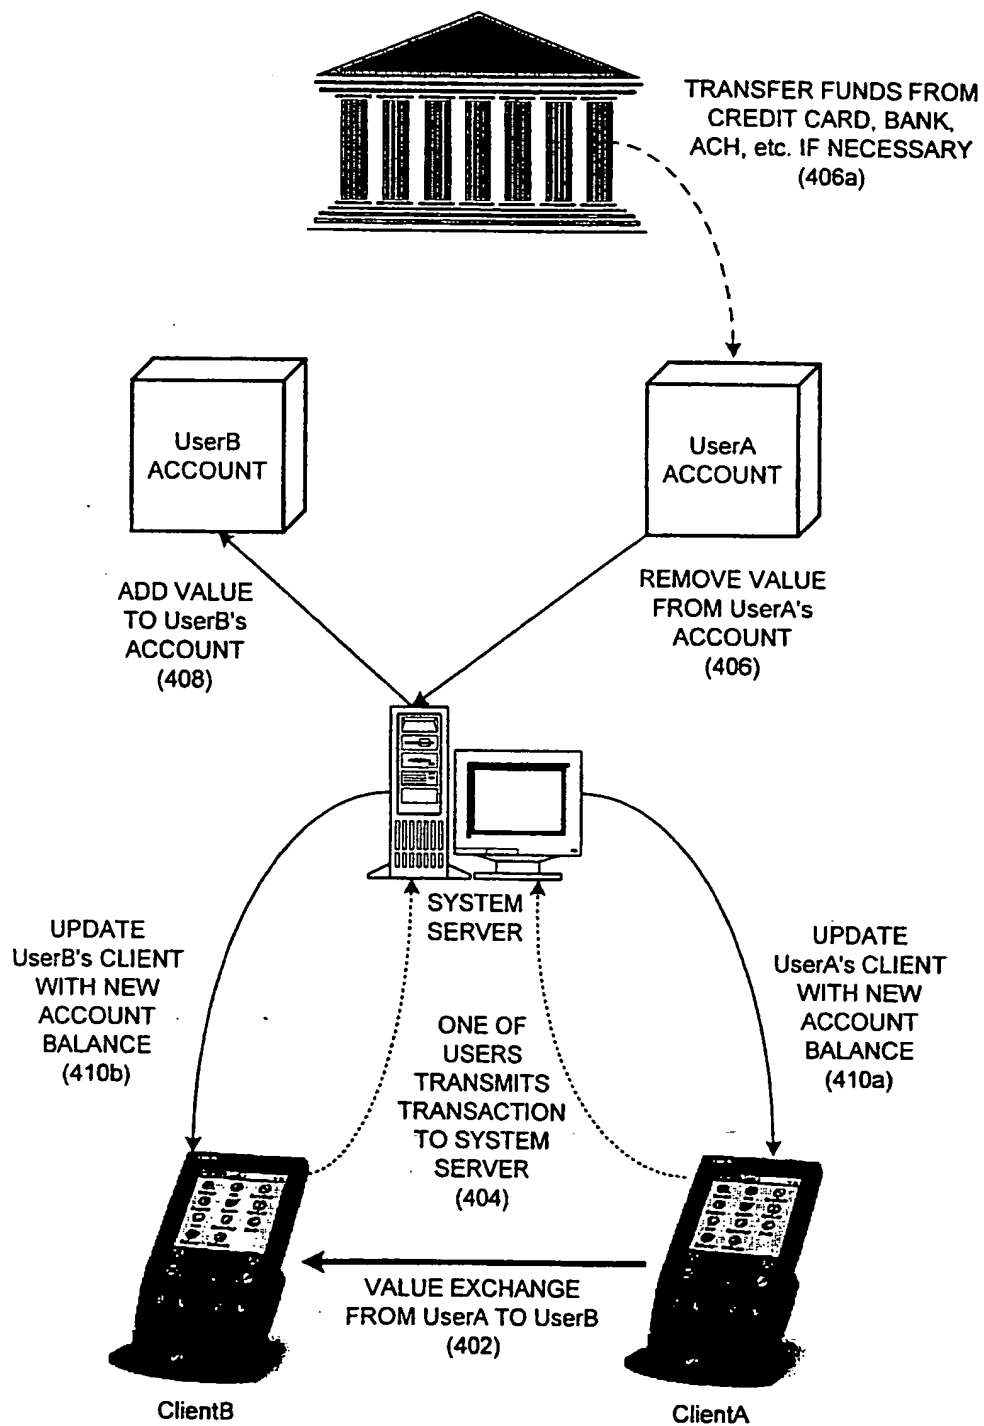 TRANSFER FUNDS FROM
CREDIT CARD, BANK,
ACH, etc. IF NECESSARY
(406a)
UserB
ACCOUNT
UserA
ACCOUNT
ADD VALUE
TO UserB's
ACCOUNT
(408)
REMOVE VALUE
FROM UserA's
ACCOUNT
(406)
SYSTEM
SERVER
UPDATE
UserB's CLIENT
WITH NEW
ACCOUNT
BALANCE
(410b)
ONE OF
USERS
TRANSMITS
TRANSACTION
TO SYSTEM
SERVER
(404)
UPDATE
UserA's CLIENT
WITH NEW
ACCOUNT
BALANCE
(410a)
VALUE EXCHANGE
FROM UserA TO UserB
(402)
ClientB
ClientA